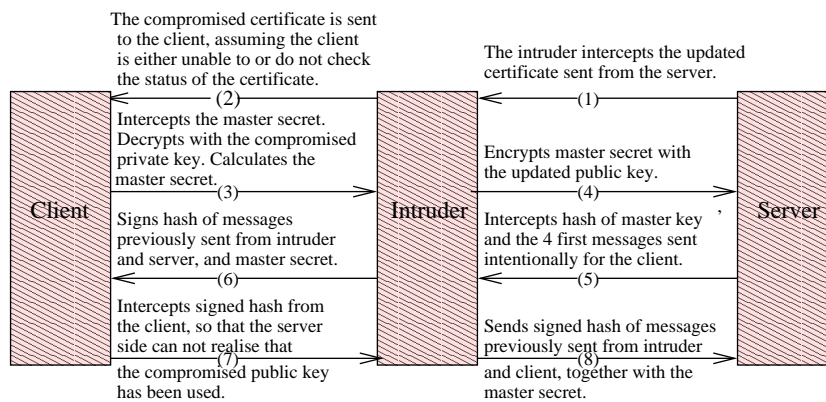 The compromised certificate is sent
to the client, assuming the client
is either unable to or do not check
the status of the certificate.
(2)
The intruder intercepts the updated
certificate sent from the server.
(1)
Intercepts the master secret.
Decrypts with the compromised
private key. Calculates the
master secret.
(3)
Encrypts master secret with
the updated public key.
(4)
Client
Intruder
Server
Signs hash of messages
previously sent from intruder
and server, and master secret.
(6)
Intercepts hash of master key ,
and the 4 first messages sent
intentionally for the client.
(5)
Intercepts signed hash from
the client, so that the server
side can not realise that
(7)
the compromised public key
has been used.
Sends signed hash of messages
previously sent from intruder
(8)
and client, together with the
master secret.